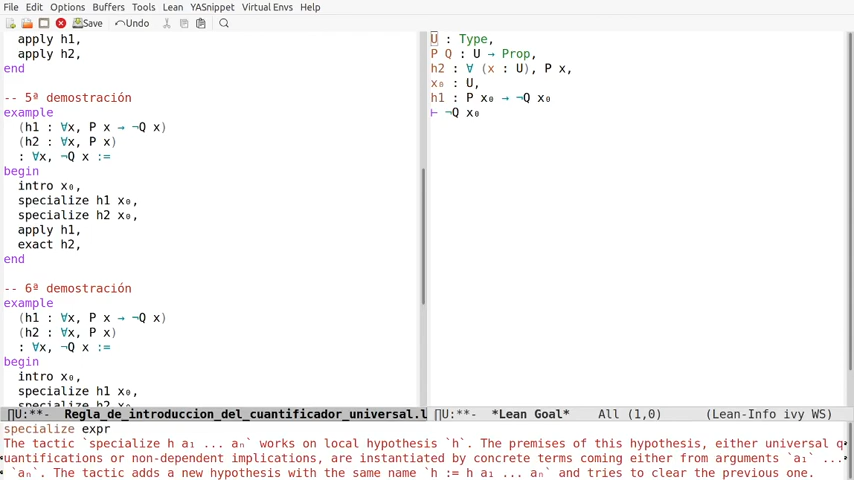 File Edit Options Buffers Tools Lean YASnippet Virtual Envs Help
Save Undo
apply h1,
apply h2,
end
-- 5ª demostración
example
(h1 : ∀x, P x → ¬Q x)
(h2 : ∀x, P x)
: ∀x, ¬Q x :=
begin
intro x₀,
specialize h1 x₀,
specialize h2 x₀,
apply h1,
exact h2,
end
-- 6ª demostración
example
(h1 : ∀x, P x → ¬Q x)
(h2 : ∀x, P x)
: ∀x, ¬Q x :=
begin
intro x₀,
specialize h1 x₀,
specialize h2 x₀,
∏U:**- Regla_de_introduccion_del_cuantificador_universal.l
U : Type,
P Q : U → Prop,
h2 : ∀ (x : U), P x,
x₀ : U,
h1 : P x₀ → ¬Q x₀
⊢ ¬Q x₀
∏U:**- *Lean Goal* All (1,0) (Lean-Info ivy WS)
specialize expr
The tactic `specialize h a₁ ... aₙ` works on local hypothesis `h`. The premises of this hypothesis, either universal q
uantifications or non-dependent implications, are instantiated by concrete terms coming either from arguments `a₁` ...
`aₙ`. The tactic adds a new hypothesis with the same name `h := h a₁ ... aₙ` and tries to clear the previous one.